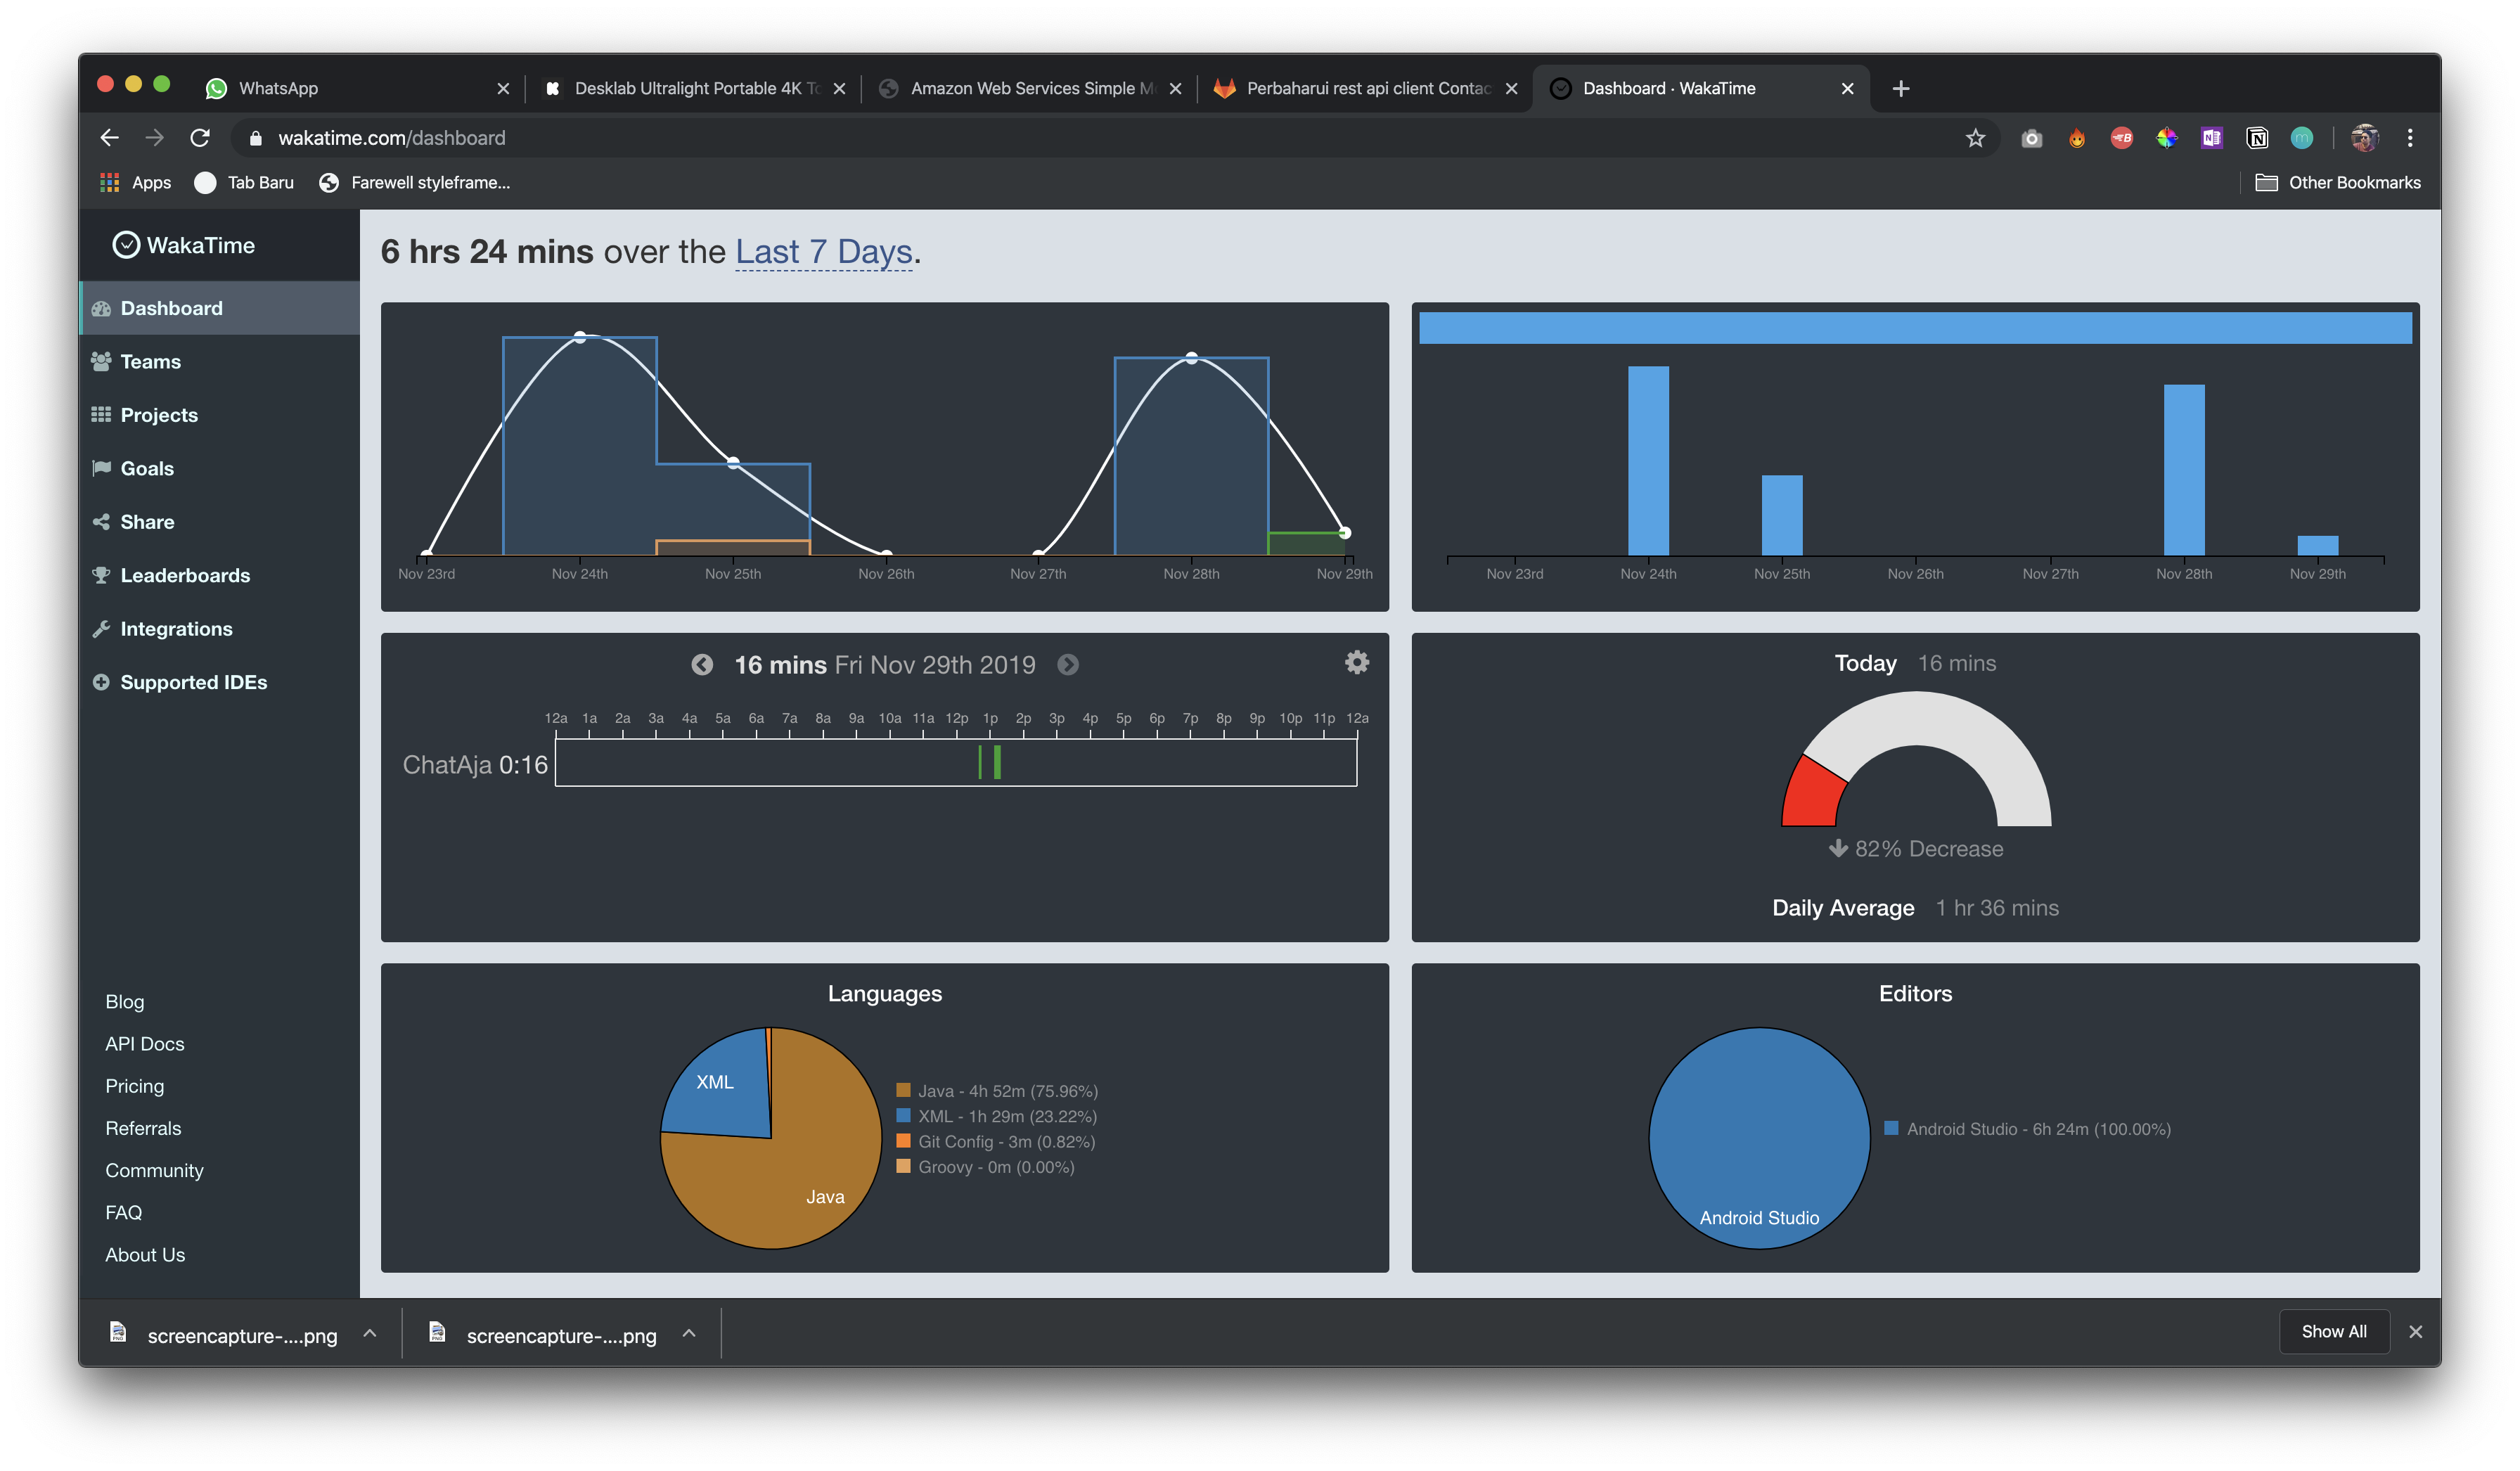 WhatsApp
Desklab Ultralight Portable 4K To
Amazon Web Services Simple M
Perbaharui rest api client Contac
Dashboard · WakaTime
wakatime.com/dashboard
Apps
Tab Baru
Farewell styleframe...
Other Bookmarks
WakaTime
Dashboard
Teams
Projects
Goals
Share
Leaderboards
Integrations
Supported IDEs
Blog
API Docs
Pricing
Referrals
Community
FAQ
About Us
6 hrs 24 mins over the Last 7 Days.
Nov 23rd Nov 24th Nov 25th Nov 26th Nov 27th Nov 28th Nov 29th
Nov 23rd Nov 24th Nov 25th Nov 26th Nov 27th Nov 28th Nov 29th
16 mins Fri Nov 29th 2019
12a 1a 2a 3a 4a 5a 6a 7a 8a 9a 10a 11a 12p 1p 2p 3p 4p 5p 6p 7p 8p 9p 10p 11p 12a
ChatAja 0:16
Today 16 mins
82% Decrease
Daily Average 1 hr 36 mins
Languages
XML
Java
Java - 4h 52m (75.96%)
XML - 1h 29m (23.22%)
Git Config - 3m (0.82%)
Groovy - 0m (0.00%)
Editors
Android Studio
Android Studio - 6h 24m (100.00%)
screencapture-....png
screencapture-....png
Show All